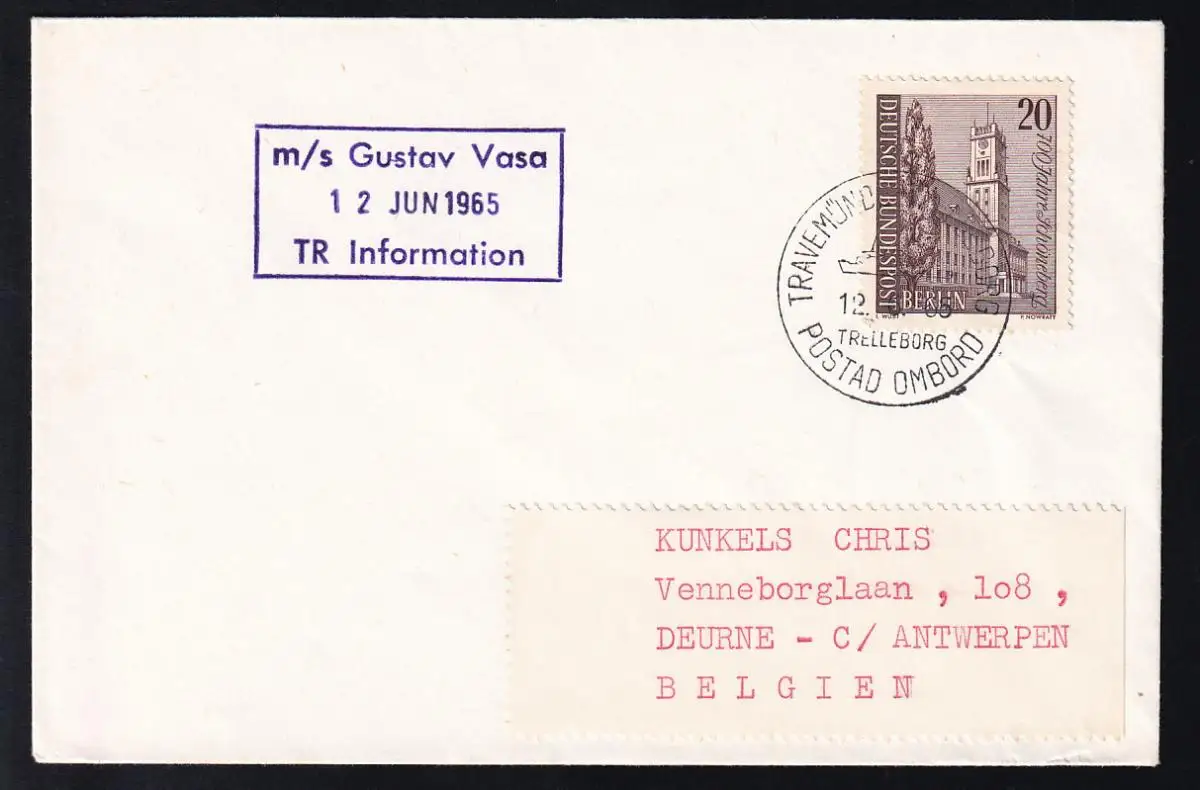 m/s Gustav Vasa
1 2 JUN 1965
TR Information
20
DEUTSCHE BUNDESPOST
BERLIN
700 Jahre Schöneberg
P. NOWRATY
TRELLEBORG
POSTAD OMBORD
KUNKELS CHRIS
Venneborglaan , lo8 ,
DEURNE - C/ ANTWERPEN
B E L G I E N